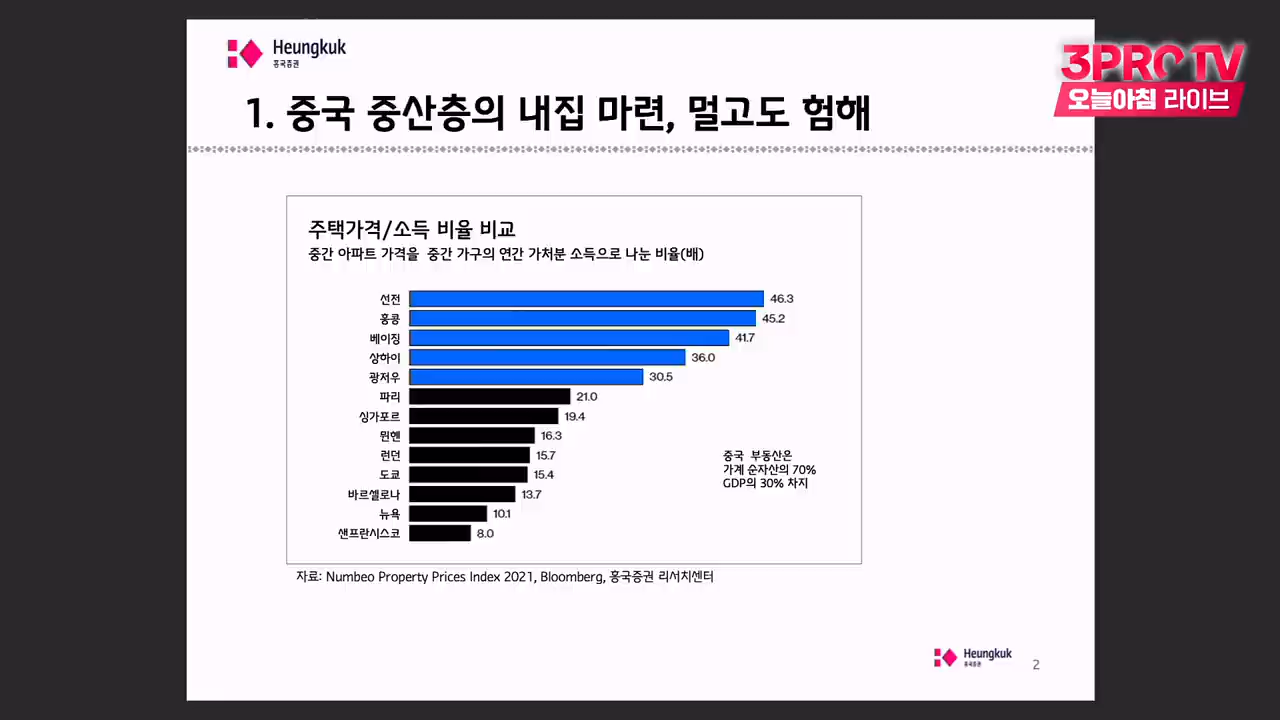 Heungkuk
흥국증권
3PRO TV
오늘아침 라이브
1. 중국 중산층의 내집 마련, 멀고도 험해
주택가격/소득 비율 비교
중간 아파트 가격을 중간 가구의 연간 가처분 소득으로 나눈 비율(배)
선전 46.3
홍콩 45.2
베이징 41.7
상하이 36.0
광저우 30.5
파리 21.0
싱가포르 19.4
뮌헨 16.3
런던 15.7
도쿄 15.4
바르셀로나 13.7
뉴욕 10.1
샌프란시스코 8.0
중국 부동산은
가계 순자산의 70%
GDP의 30% 차지
자료: Numbeo Property Prices Index 2021, Bloomberg, 흥국증권 리서치센터
Heungkuk
흥국증권
2